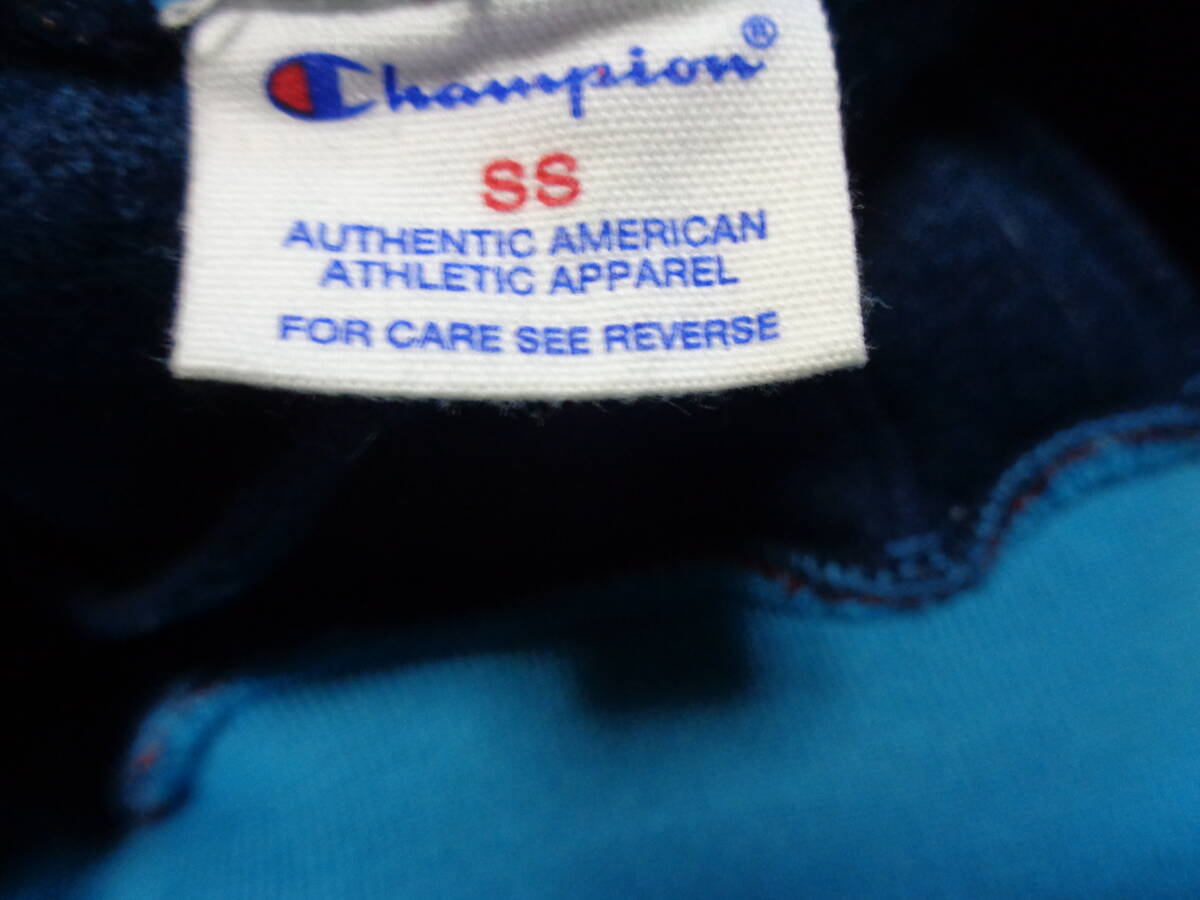 Champion®
SS
AUTHENTIC AMERICAN
ATHLETIC APPAREL
FOR CARE SEE REVERSE